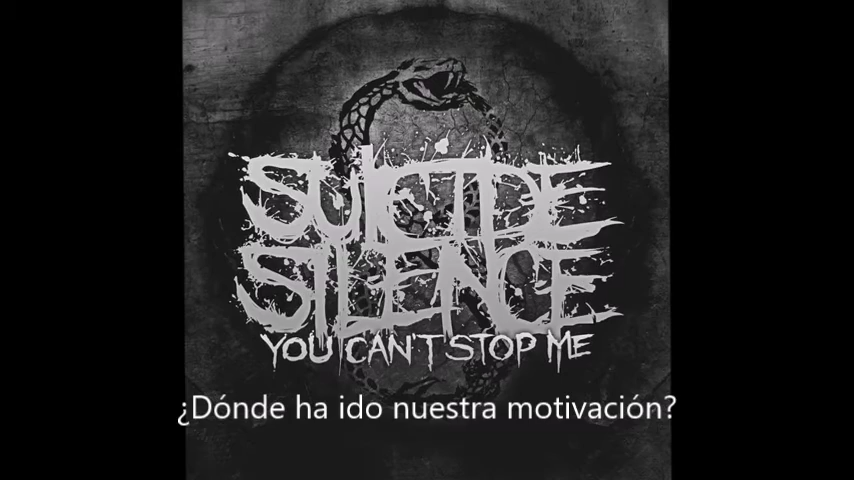 SUICIDE
SILENCE
YOU CAN'T STOP ME
¿Dónde ha ido nuestra motivación?